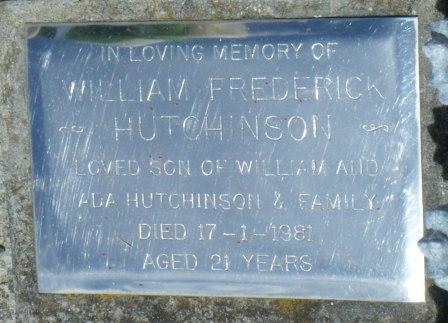 IN LOVING MEMORY OF
WILLIAM FREDERICK
HUTCHINSON
LOVED SON OF WILLIAM AND
ADA HUTCHINSON & FAMILY.
DIED 17-1-1981
AGED 21 YEARS